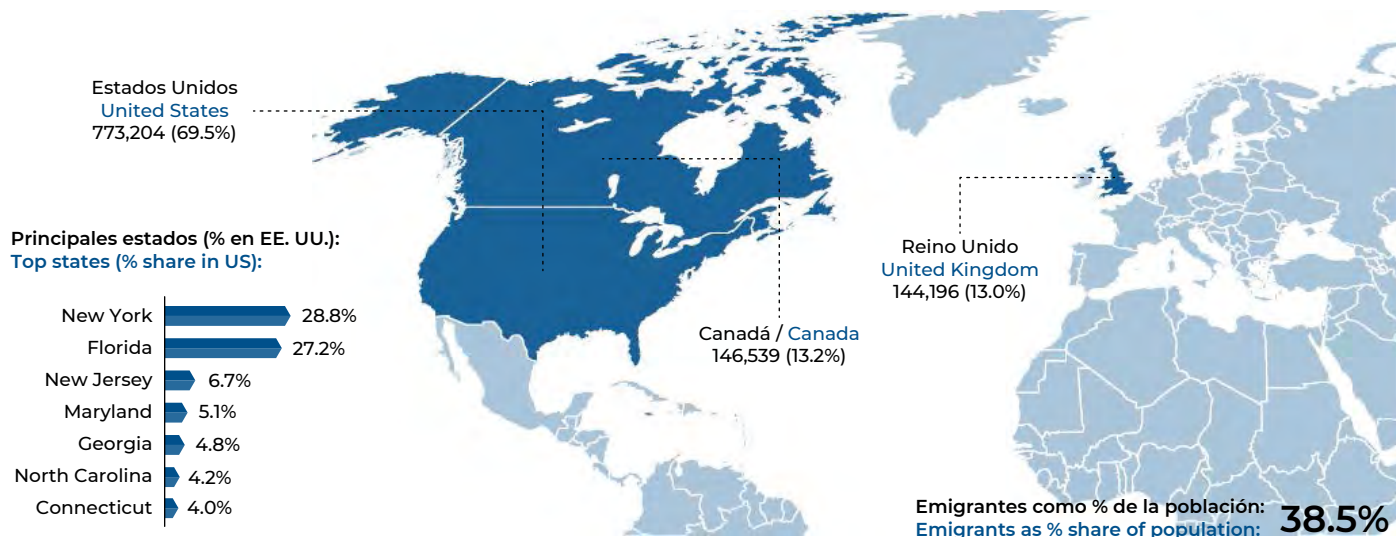 Estados Unidos
United States
773,204 (69.5%)
Principales estados (% en EE. UU.):
Top states (% share in US):
New York 28.8%
Florida 27.2%
New Jersey 6.7%
Maryland 5.1%
Georgia 4.8%
North Carolina 4.2%
Connecticut 4.0%
Canadá / Canada
146,539 (13.2%)
Reino Unido
United Kingdom
144,196 (13.0%)
Emigrantes como % de la población:
Emigrants as % share of population:
38.5%